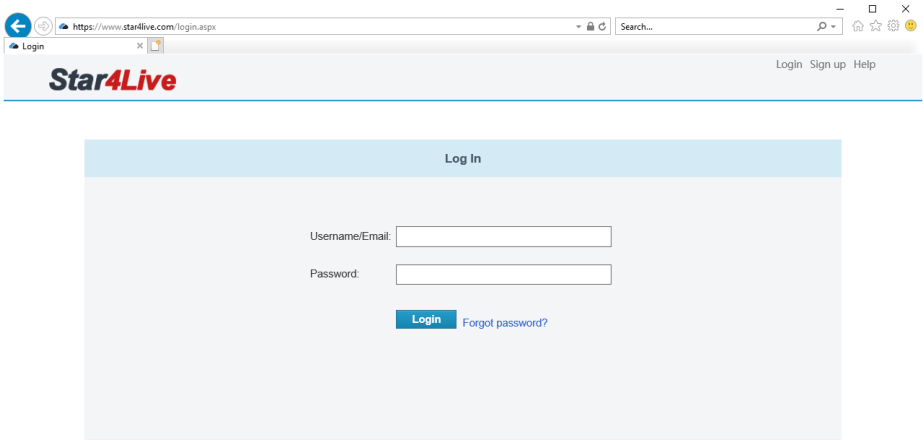 https://www.star4live.com/login.aspx
Search...
Login
Star4Live
Login Sign up Help
Log In
Username/Email:
Password:
Login Forgot password?